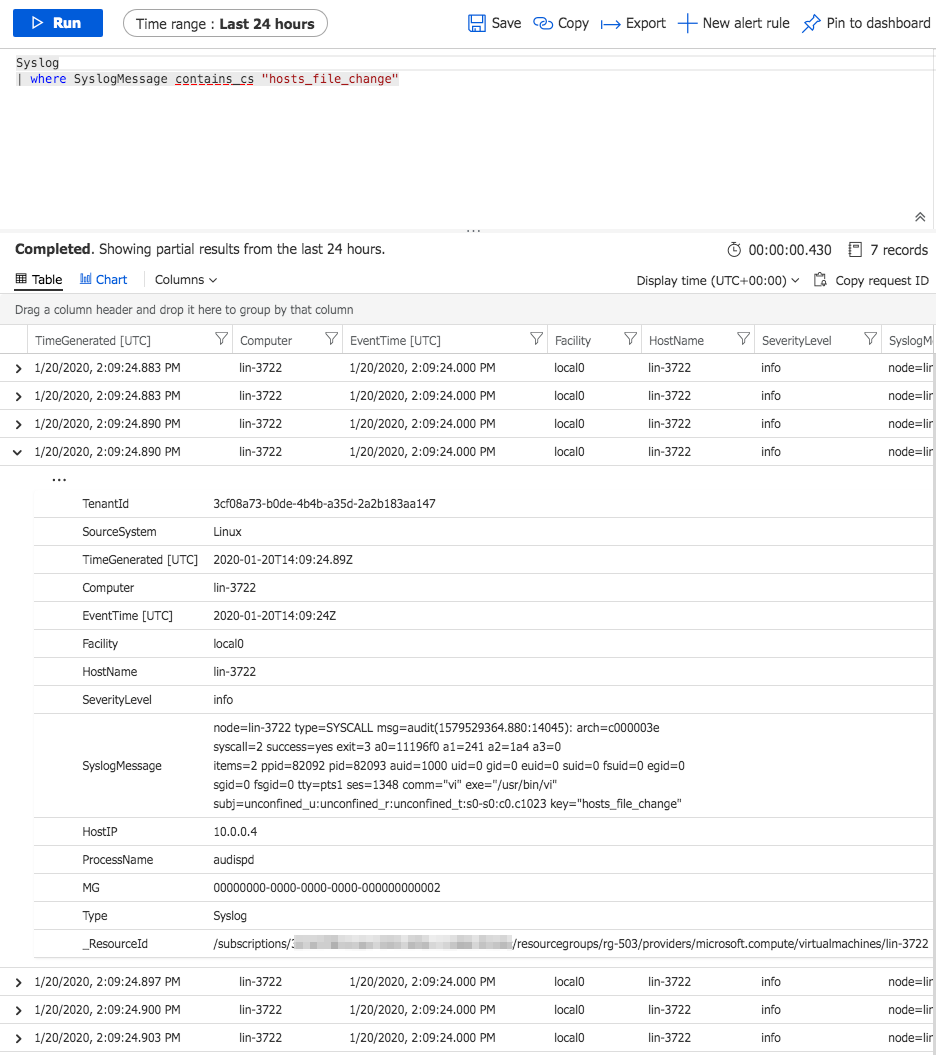 Run
Time range : Last 24 hours
Save
Copy
Export
New alert rule
Pin to dashboard
Syslog
| where SyslogMessage contains_cs "hosts_file_change"
...
Completed. Showing partial results from the last 24 hours.
00:00:00.430
7 records
Table
Chart
Columns
Display time (UTC+00:00)
Copy request ID
Drag a column header and drop it here to group by that column
TimeGenerated [UTC] Computer EventTime [UTC] Facility HostName SeverityLevel SyslogM
1/20/2020, 2:09:24.883 PM lin-3722 1/20/2020, 2:09:24.000 PM local0 lin-3722 info node=lin
1/20/2020, 2:09:24.883 PM lin-3722 1/20/2020, 2:09:24.000 PM local0 lin-3722 info node=lin
1/20/2020, 2:09:24.890 PM lin-3722 1/20/2020, 2:09:24.000 PM local0 lin-3722 info node=lin
1/20/2020, 2:09:24.890 PM lin-3722 1/20/2020, 2:09:24.000 PM local0 lin-3722 info node=lin
...
TenantId 3cf08a73-b0de-4b4b-a35d-2a2b183aa147
SourceSystem Linux
TimeGenerated [UTC] 2020-01-20T14:09:24.89Z
Computer lin-3722
EventTime [UTC] 2020-01-20T14:09:24Z
Facility local0
HostName lin-3722
SeverityLevel info
SyslogMessage
node=lin-3722 type=SYSCALL msg=audit(1579529364.880:14045): arch=c000003e
syscall=2 success=yes exit=3 a0=11196f0 a1=241 a2=1a4 a3=0
items=2 ppid=82092 pid=82093 auid=1000 uid=0 gid=0 euid=0 suid=0 fsuid=0 egid=0
sgid=0 fsgid=0 tty=pts1 ses=1348 comm="vi" exe="/usr/bin/vi"
subj=unconfined_u:unconfined_r:unconfined_t:s0-s0:c0.c1023 key="hosts_file_change"
HostIP 10.0.0.4
ProcessName audispd
MG 00000000-0000-0000-0000-000000000002
Type Syslog
_ResourceId /subscriptions/3 /resourcegroups/rg-503/providers/microsoft.compute/virtualmachines/lin-3722
1/20/2020, 2:09:24.897 PM lin-3722 1/20/2020, 2:09:24.000 PM local0 lin-3722 info node=lin
1/20/2020, 2:09:24.900 PM lin-3722 1/20/2020, 2:09:24.000 PM local0 lin-3722 info node=lin
1/20/2020, 2:09:24.903 PM lin-3722 1/20/2020, 2:09:24.000 PM local0 lin-3722 info node=lin